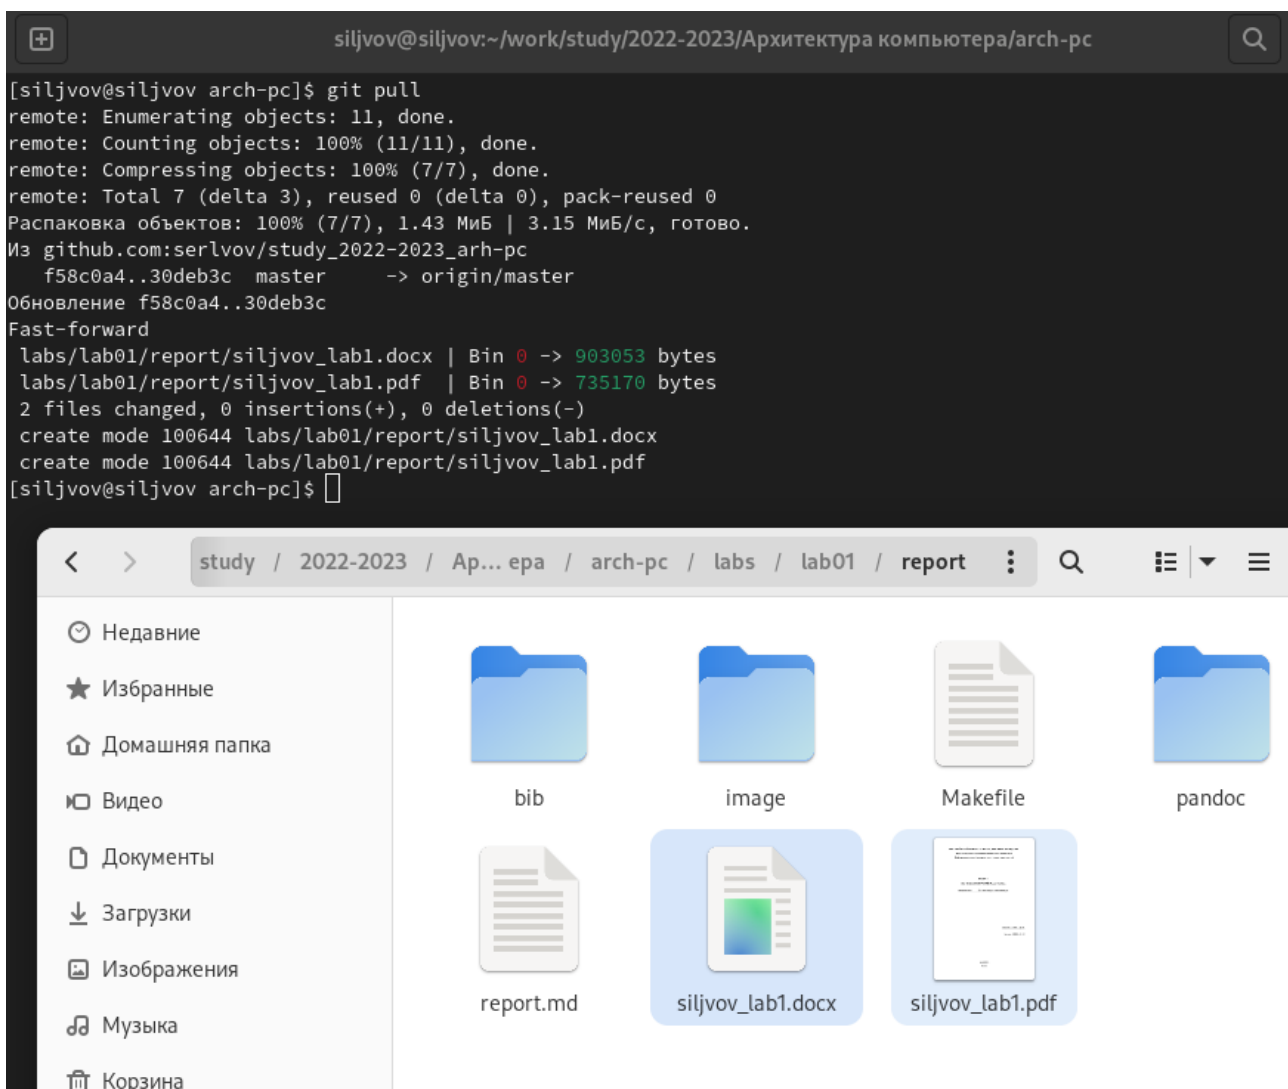 siljvov@siljvov:~/work/study/2022-2023/Архитектура компьютера/arch-pc
[siljvov@siljvov arch-pc]$ git pull
remote: Enumerating objects: 11, done.
remote: Counting objects: 100% (11/11), done.
remote: Compressing objects: 100% (7/7), done.
remote: Total 7 (delta 3), reused 0 (delta 0), pack-reused 0
Распаковка объектов: 100% (7/7), 1.43 МиБ | 3.15 МиБ/с, готово.
Из github.com:serlvov/study_2022-2023_arh-pc
   f58c0a4..30deb3c  master     -> origin/master
Обновление f58c0a4..30deb3c
Fast-forward
 labs/lab01/report/siljvov_lab1.docx | Bin 0 -> 903053 bytes
 labs/lab01/report/siljvov_lab1.pdf  | Bin 0 -> 735170 bytes
 2 files changed, 0 insertions(+), 0 deletions(-)
 create mode 100644 labs/lab01/report/siljvov_lab1.docx
 create mode 100644 labs/lab01/report/siljvov_lab1.pdf
[siljvov@siljvov arch-pc]$
study / 2022-2023 / Ар… ера / arch-pc / labs / lab01 / report
Недавние
Избранные
Домашняя папка
Видео
Документы
Загрузки
Изображения
Музыка
Корзина
bib image Makefile pandoc
report.md siljvov_lab1.docx siljvov_lab1.pdf